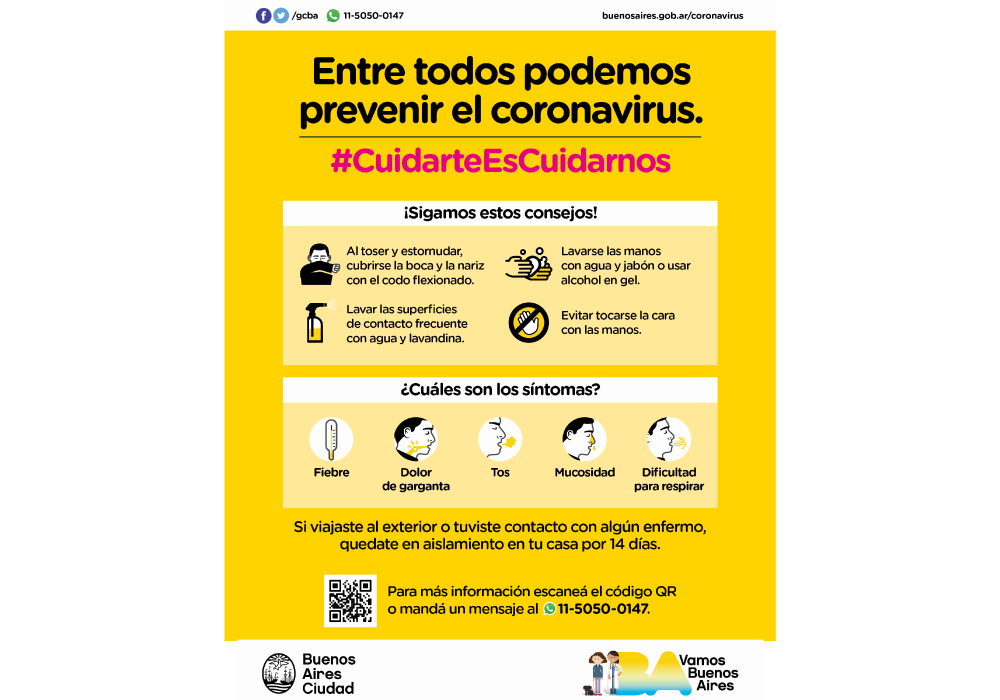 /gcba 11-5050-0147
buenosaires.gob.ar/coronavirus
Entre todos podemos
prevenir el coronavirus.
#CuidarteEsCuidarnos
¡Sigamos estos consejos!
Al toser y estornudar,
cubrirse la boca y la nariz
con el codo flexionado.
Lavarse las manos
con agua y jabón o usar
alcohol en gel.
Lavar las superficies
de contacto frecuente
con agua y lavandina.
Evitar tocarse la cara
con las manos.
¿Cuáles son los síntomas?
Fiebre
Dolor
de garganta
Tos
Mucosidad
Dificultad
para respirar
Si viajaste al exterior o tuviste contacto con algún enfermo,
quedate en aislamiento en tu casa por 14 días.
Para más información escaneá el código QR
o mandá un mensaje al 11-5050-0147.
Buenos
Aires
Ciudad
BA
Vamos
Buenos
Aires